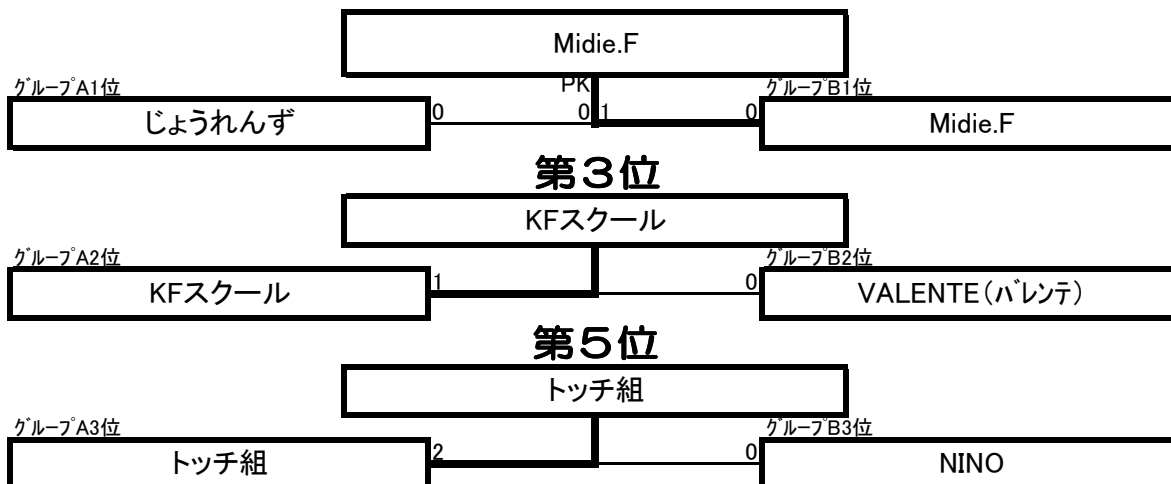 Midie.F
PK
ｸﾞﾙｰﾌﾟA1位
ｸﾞﾙｰﾌﾟB1位
じょうれんず
0
0
1
0
Midie.F
第３位
KFスクール
ｸﾞﾙｰﾌﾟA2位
ｸﾞﾙｰﾌﾟB2位
KFスクール
1
0
VALENTE（ﾊﾞﾚﾝﾃ）
第５位
トッチ組
ｸﾞﾙｰﾌﾟA3位
ｸﾞﾙｰﾌﾟB3位
トッチ組
2
0
NINO